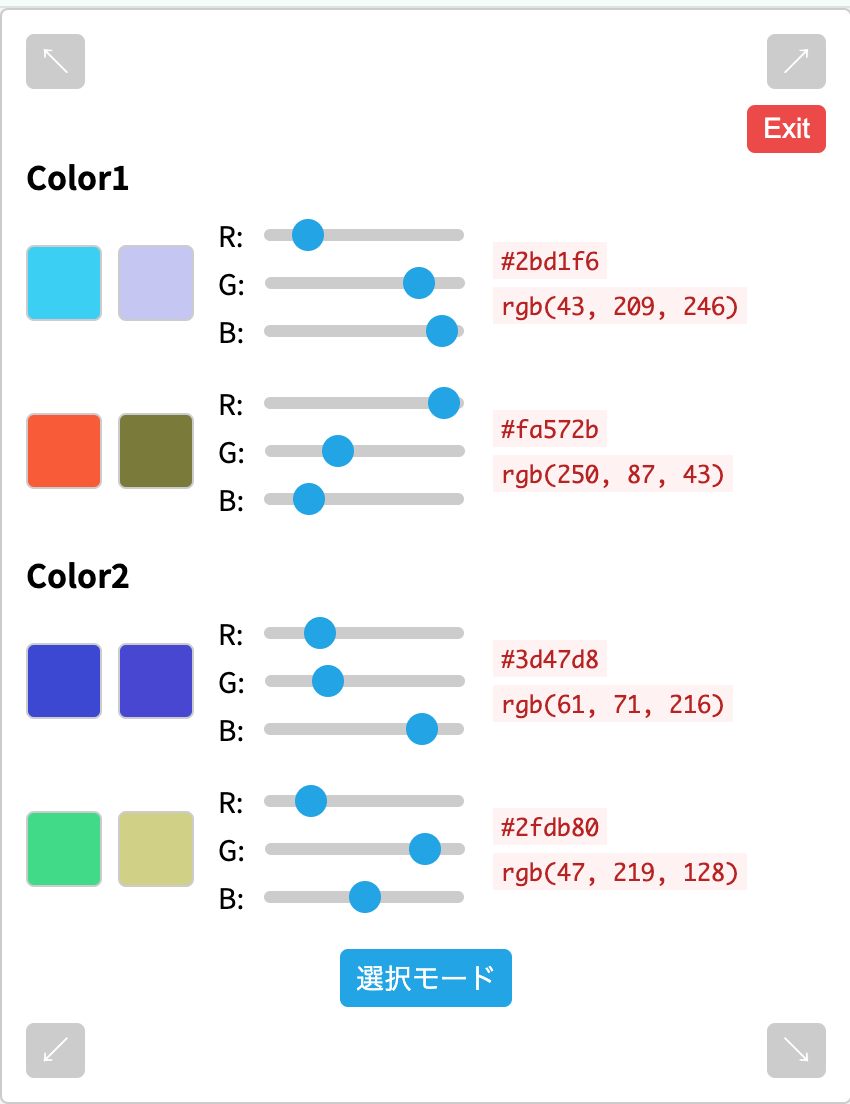 Exit
Color1
R:
G:
B:
#2bd1f6
rgb(43, 209, 246)
R:
G:
B:
#fa572b
rgb(250, 87, 43)
Color2
R:
G:
B:
#3d47d8
rgb(61, 71, 216)
R:
G:
B:
#2fdb80
rgb(47, 219, 128)
選択モード